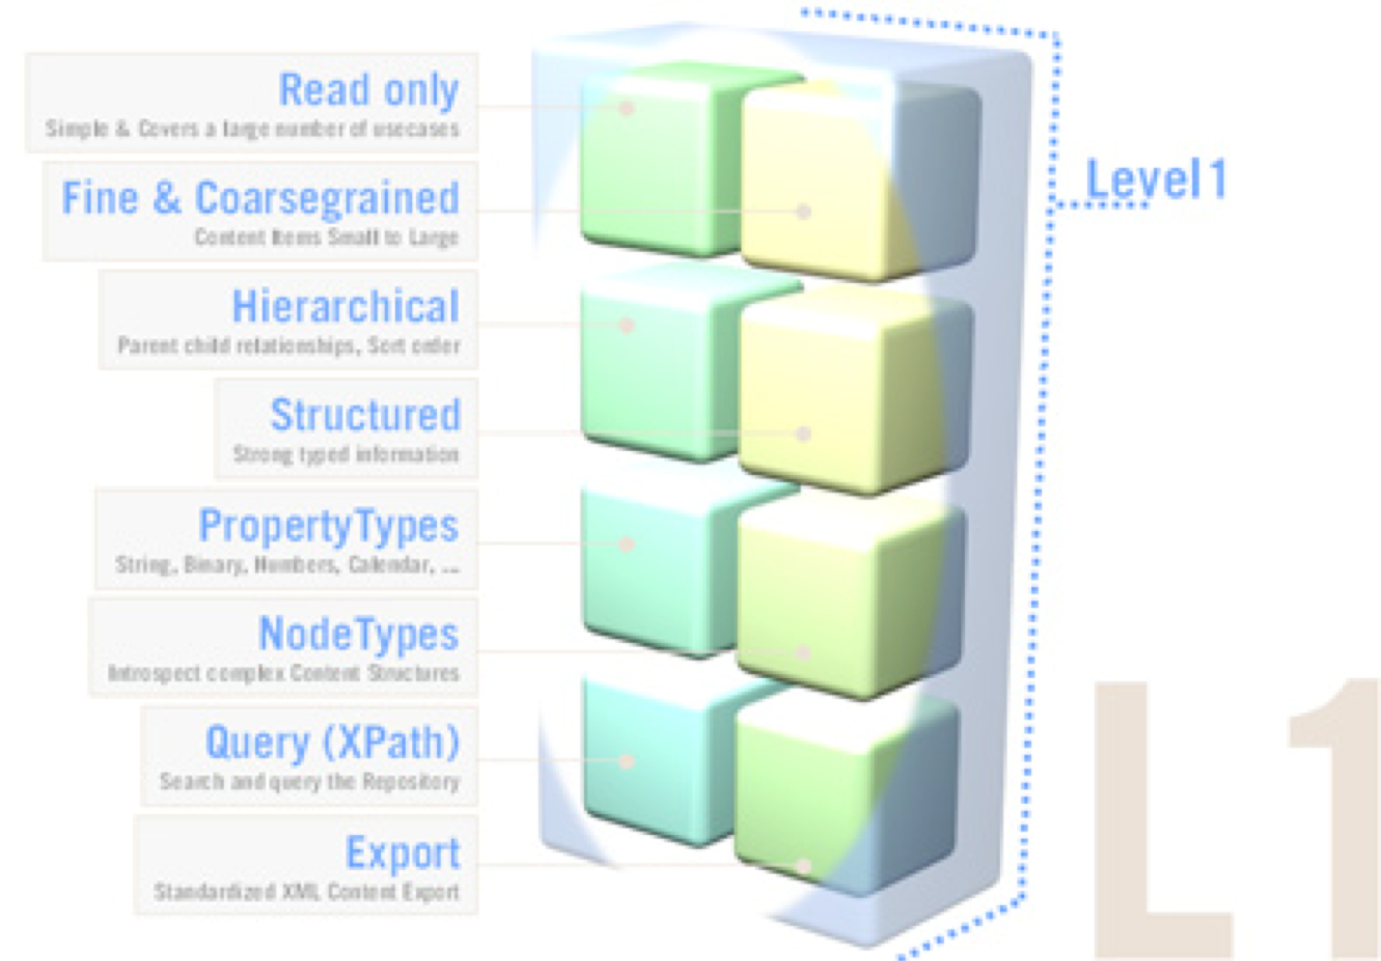 Read only
Simple & Covers a large number of usecases
Fine & Coarsegrained
Content Items Small to Large
Hierarchical
Parent child relationships, Sort order
Structured
Strong typed information
PropertyTypes
String, Binary, Numbers, Calendar, ...
NodeTypes
Introspect complex Content Structures
Query (XPath)
Search and query the Repository
Export
Standardized XML Content Export
Level 1
L1